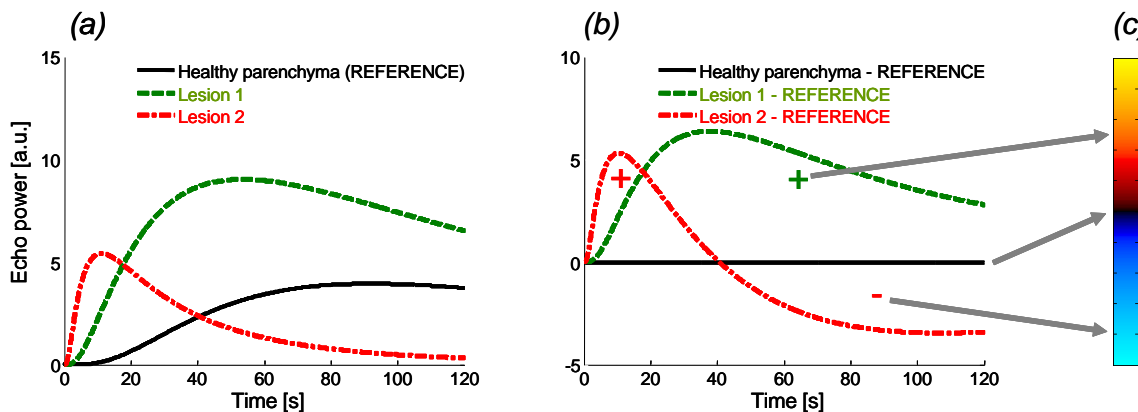 (a)
15
10
5
0
Echo power [a.u.]
Healthy parenchyma (REFERENCE)
Lesion 1
Lesion 2
0 20 40 60 80 100 120
Time [s]
(b)
10
5
0
-5
Healthy parenchyma - REFERENCE
Lesion 1 - REFERENCE
Lesion 2 - REFERENCE
+ +
-
0 20 40 60 80 100 120
Time [s]
(c)